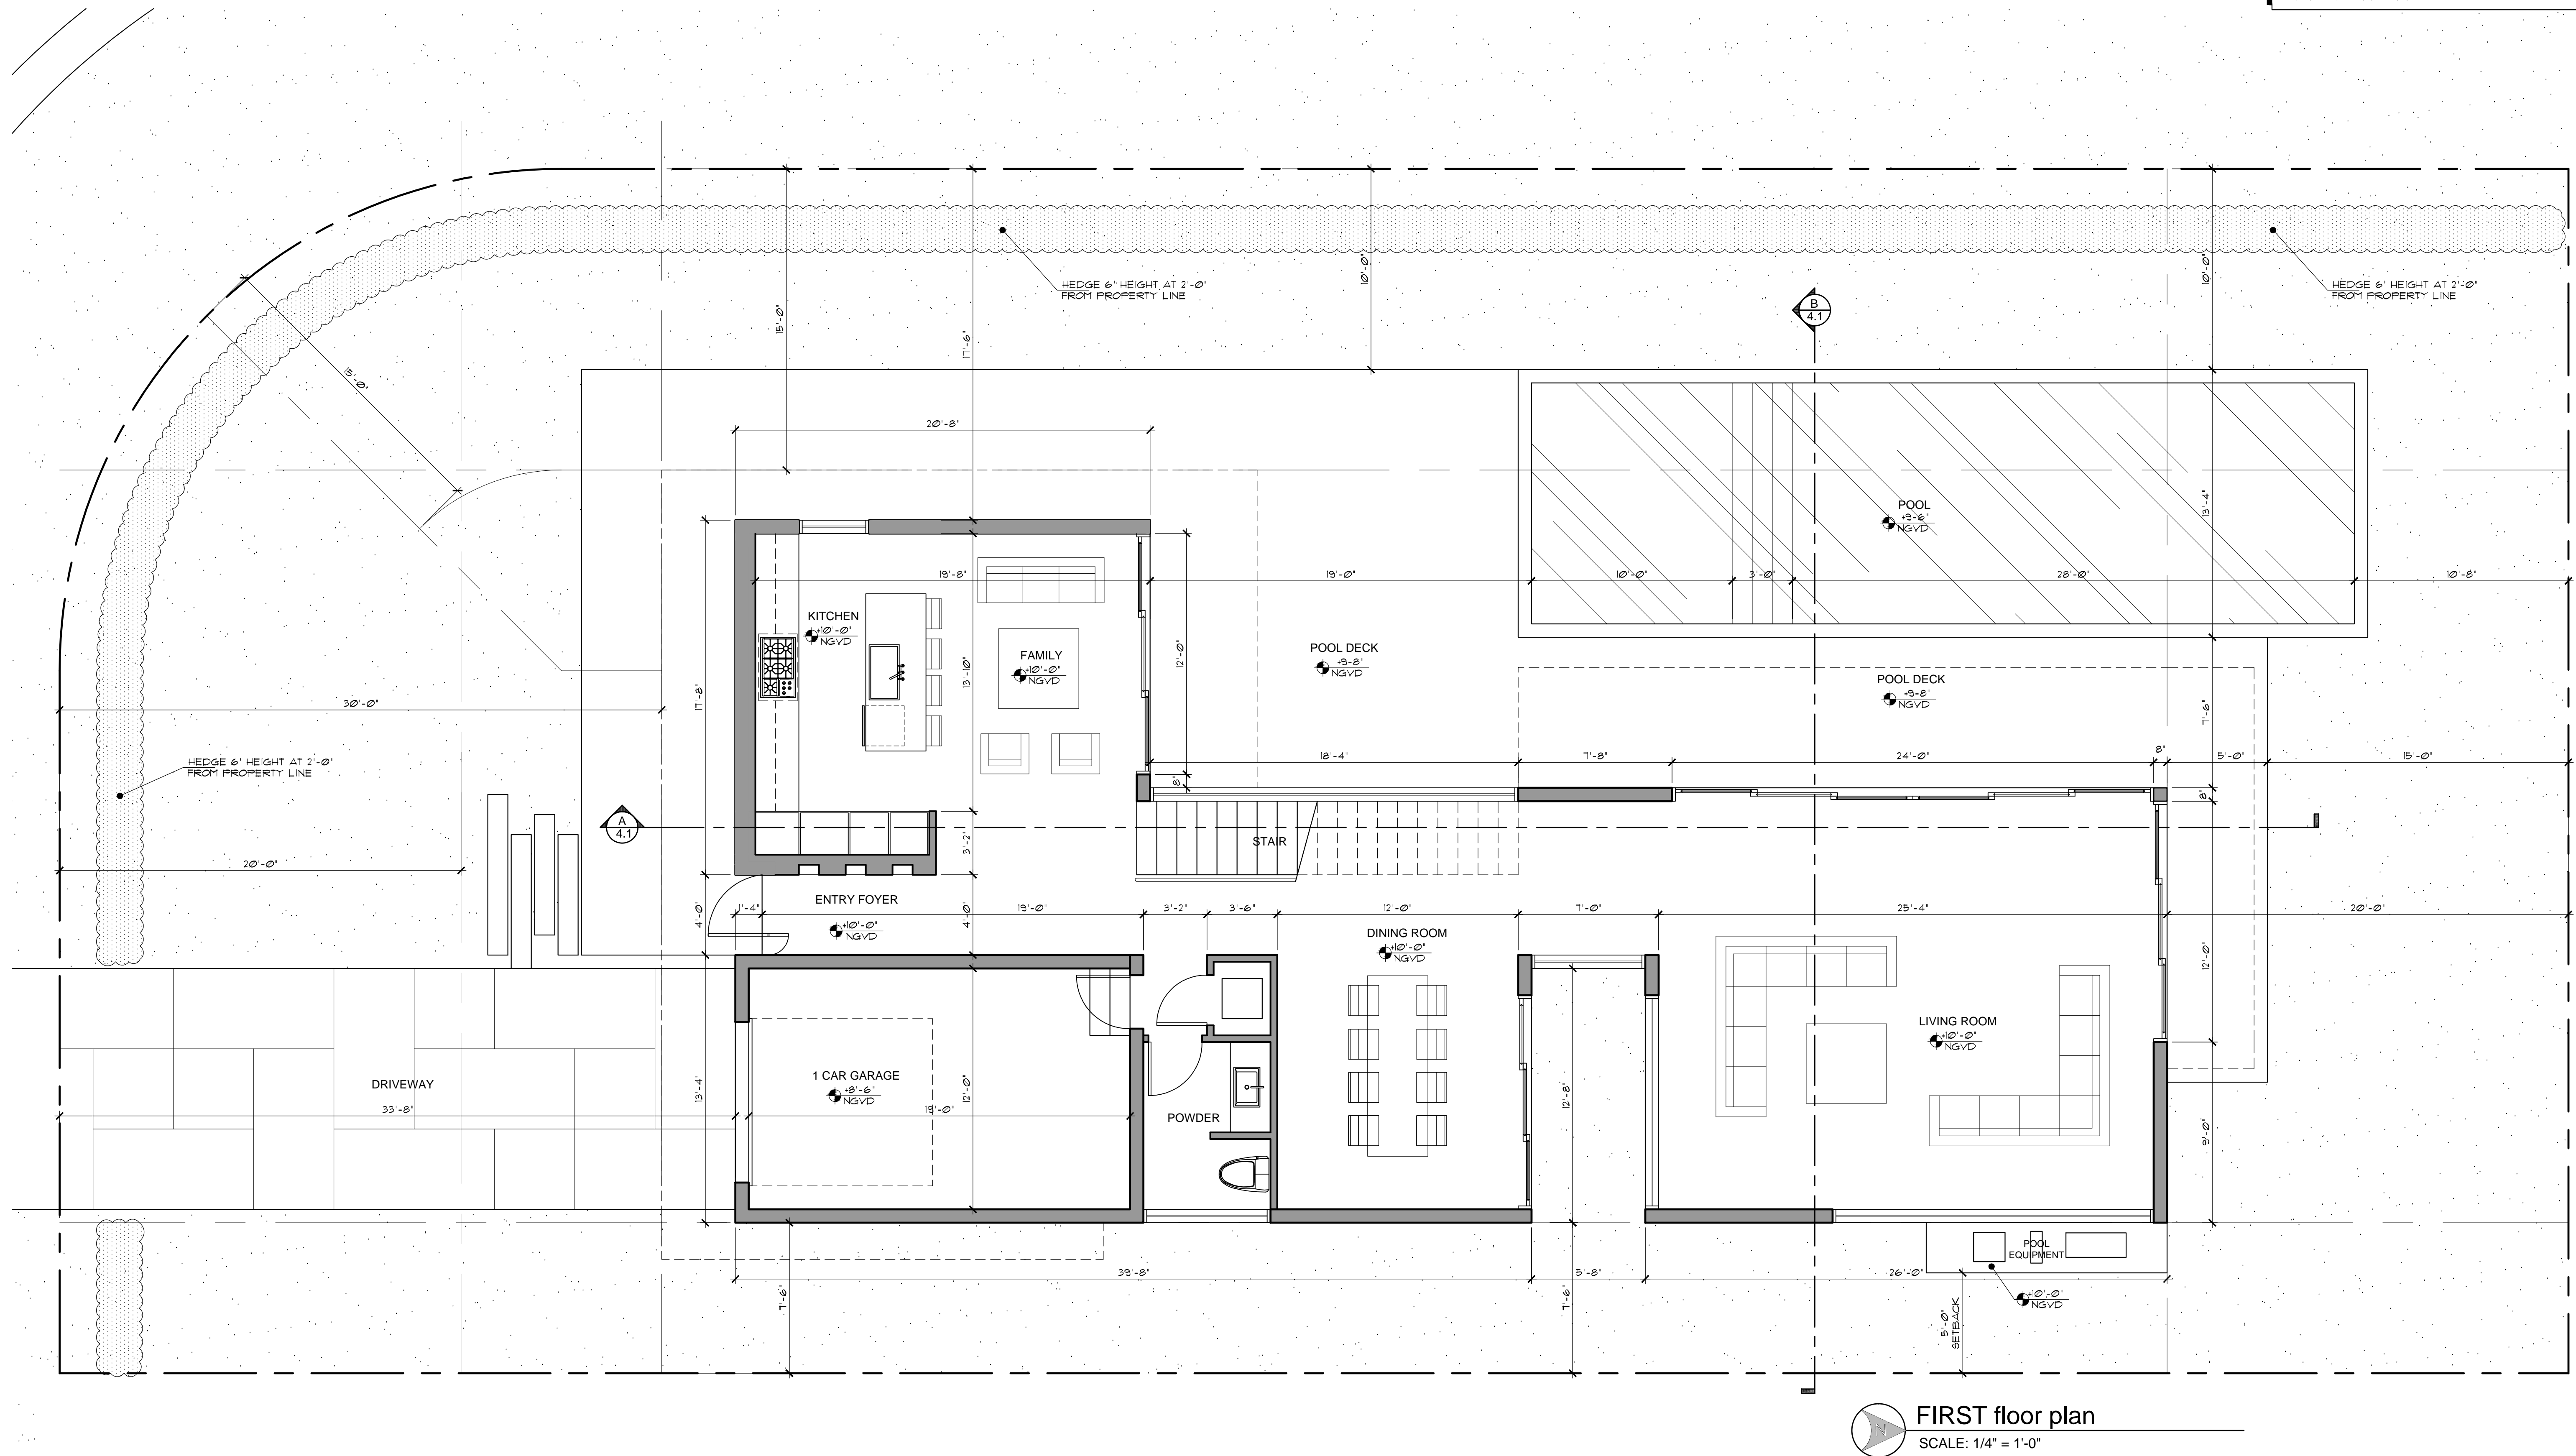 HEDGE 6' HEIGHT AT 2'-0"
FROM PROPERTY LINE
HEDGE 6' HEIGHT AT 2'-0"
FROM PROPERTY LINE
10'-0"
10'-0"
15'-0"
17'-6"
15'-0"
B
4.1
20'-8"
POOL
+9-6"
NGVD
13'-4"
19'-8"
19'-0"
10'-0"
3'-0"
28'-0"
10'-8"
KITCHEN
+10'-0"
NGVD
FAMILY
+10'-0"
NGVD
POOL DECK
+9-8"
NGVD
POOL DECK
+9-8"
NGVD
12'-0"
13'-10"
17'-8"
30'-0"
7'-6"
HEDGE 6' HEIGHT AT 2'-0"
FROM PROPERTY LINE
18'-4"
7'-8"
24'-0"
8"
5'-0"
15'-0"
8"
8"
A
4.1
STAIR
3'-2"
20'-0"
ENTRY FOYER
+10'-0"
NGVD
4'-0"
4'-0"
1'-4"
19'-0"
3'-2"
3'-6"
12'-0"
7'-0"
25'-4"
20'-0"
DINING ROOM
+10'-0"
NGVD
12'-0"
LIVING ROOM
+10'-0"
NGVD
DRIVEWAY
33'-8"
1 CAR GARAGE
+8'-6"
NGVD
13'-4"
12'-0"
19'-0"
POWDER
12'-8"
9'-0"
POOL
EQUIPMENT
39'-8"
5'-8"
26'-0"
7'-6"
7'-6"
+10'-0"
NGVD
5'-0"
SETBACK
N
FIRST floor plan
SCALE: 1/4" = 1'-0"